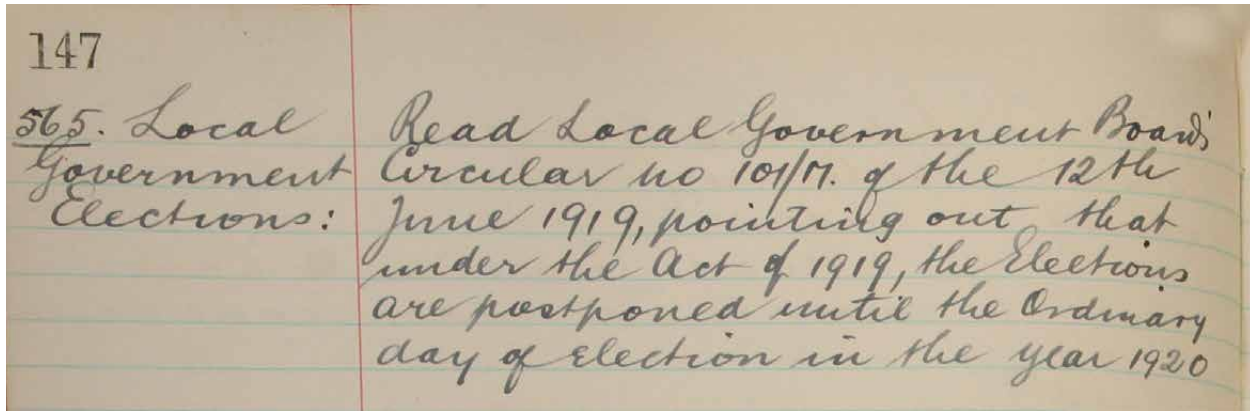 147
565. Local
Government
Elections:
Read Local Government Board's
Circular no 101/M. of the 12th
June 1919, pointing out that
under the Act of 1919, the Elections
are postponed until the Ordinary
day of Election in the year 1920